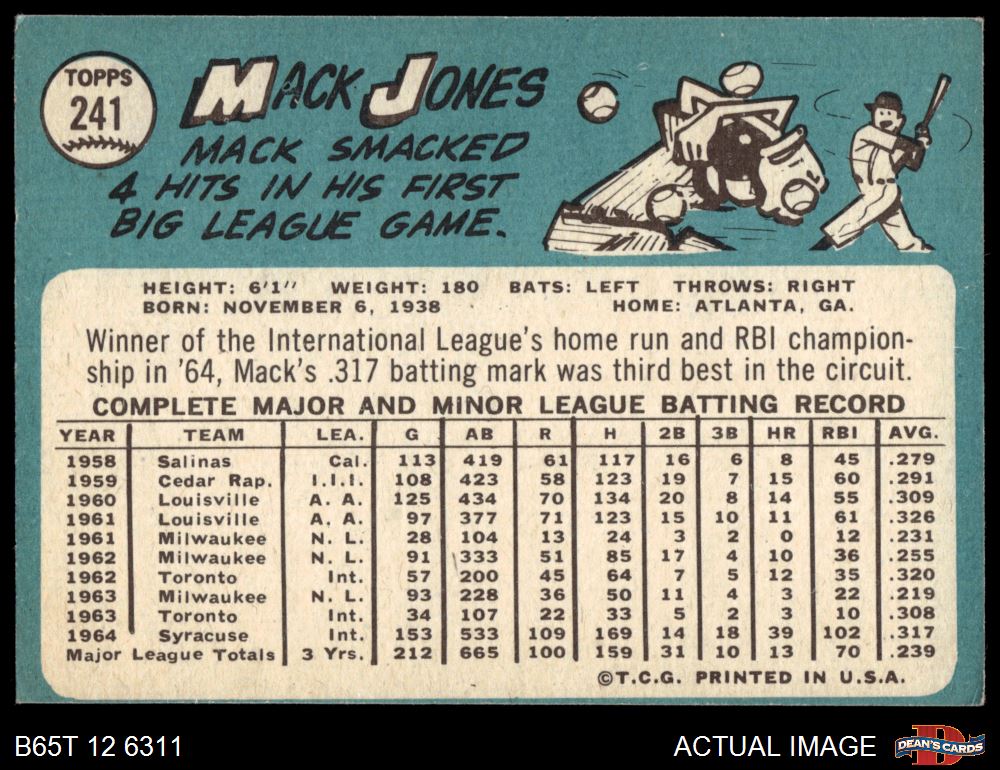 TOPPS
241
MACK JONES
MACK SMACKED
4 HITS IN HIS FIRST
BIG LEAGUE GAME.
HEIGHT: 6'1" WEIGHT: 180 BATS: LEFT THROWS: RIGHT
BORN: NOVEMBER 6, 1938 HOME: ATLANTA, GA.
Winner of the International League's home run and RBI champion-
ship in '64, Mack's .317 batting mark was third best in the circuit.
COMPLETE MAJOR AND MINOR LEAGUE BATTING RECORD
YEAR TEAM LEA. G AB R H 2B 3B HR RBI AVG.
1958 Salinas Cal. 113 419 61 117 16 6 8 45 .279
1959 Cedar Rap. I.I.I. 108 423 58 123 19 7 15 60 .291
1960 Louisville A. A. 125 434 70 134 20 8 14 55 .309
1961 Louisville A. A. 97 377 71 123 15 10 11 61 .326
1961 Milwaukee N. L. 28 104 13 24 3 2 0 12 .231
1962 Milwaukee N. L. 91 333 51 85 17 4 10 36 .255
1962 Toronto Int. 57 200 45 64 7 5 12 35 .320
1963 Milwaukee N. L. 93 228 36 50 11 4 3 22 .219
1963 Toronto Int. 34 107 22 33 5 2 3 10 .308
1964 Syracuse Int. 153 533 109 169 14 18 39 102 .317
Major League Totals 3 Yrs. 212 665 100 159 31 10 13 70 .239
©T.C.G. PRINTED IN U.S.A.
B65T 12 6311
ACTUAL IMAGE
D
DEAN'S CARDS